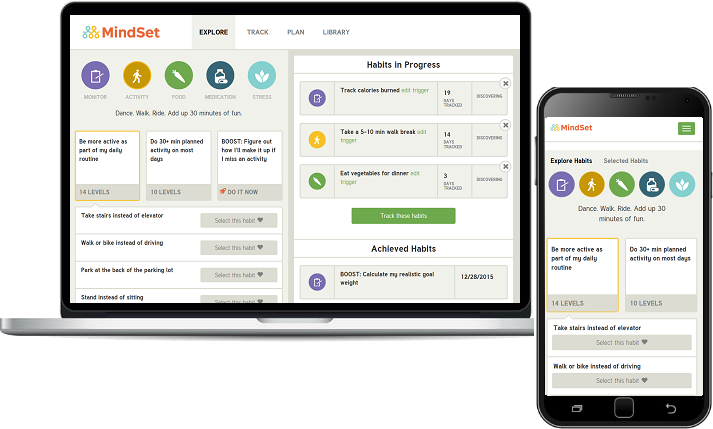 MindSet
EXPLORE TRACK PLAN LIBRARY
MONITOR ACTIVITY FOOD MEDICATION STRESS
Dance. Walk. Ride. Add up 30 minutes of fun.
Be more active as
part of my daily
routine
14 LEVELS
Do 30+ min planned
activity on most
days
10 LEVELS
BOOST: Figure out
how I'll make it up if
I miss an activity
DO IT NOW
Take stairs instead of elevator
Select this habit
Walk or bike instead of driving
Select this habit
Park at the back of the parking lot
Select this habit
Stand instead of sitting
Select this habit
Habits in Progress
Track calories burned edit trigger
19
DAYS
TRACKED
DISCOVERING
Take a 5-10 min walk break edit
trigger
14
DAYS
TRACKED
DISCOVERING
Eat vegetables for dinner edit
trigger
3
DAYS
TRACKED
DISCOVERING
Track these habits
Achieved Habits
BOOST: Calculate my realistic goal
weight
12/28/2015
MindSet
Explore Habits Selected Habits
Dance. Walk. Ride. Add up 30
minutes of fun.
Be more active as
part of my daily
routine
14 LEVELS
Do 30+ min planned
activity on most days
10 LEVELS
Take stairs instead of elevator
Select this habit
Walk or bike instead of driving
Select this habit